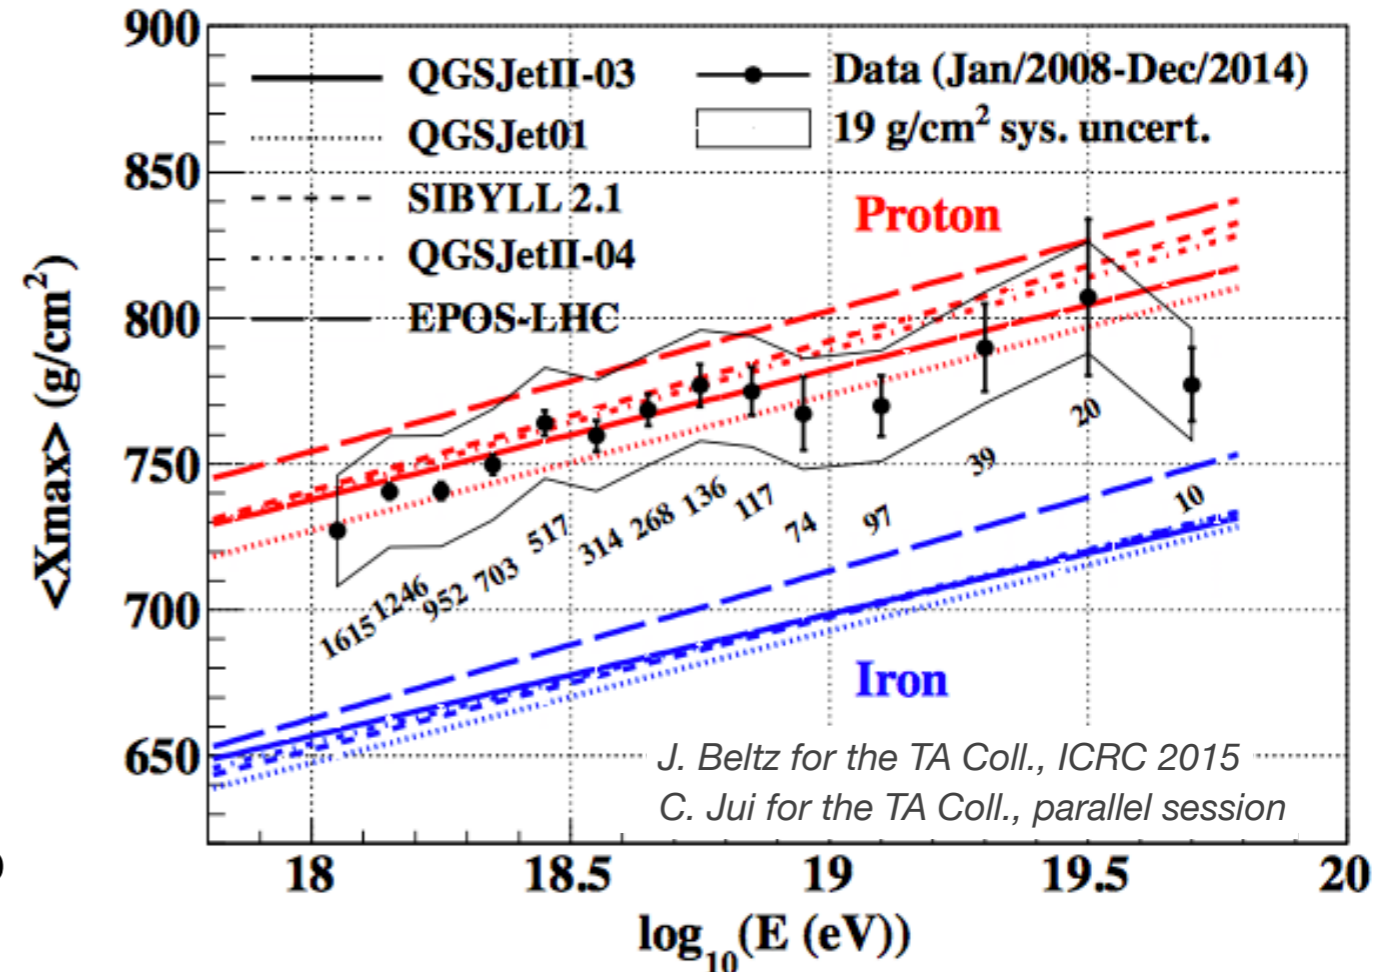 900
850
800
750
700
650
<Xmax> (g/cm²)
QGSJetII-03
QGSJet01
SIBYLL 2.1
QGSJetII-04
EPOS-LHC
Data (Jan/2008-Dec/2014)
19 g/cm² sys. uncert.
Proton
Iron
1615
1246
952
703
517
314
268
136
117
74
97
39
20
10
J. Beltz for the TA Coll., ICRC 2015
C. Jui for the TA Coll., parallel session
18 18.5 19 19.5 20
log₁₀(E (eV))